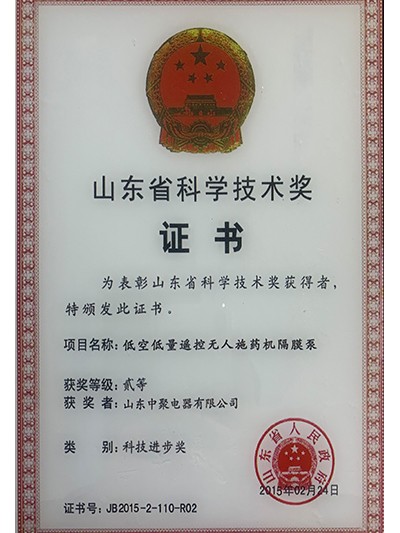 山东省科学技术奖
证书
为表彰山东省科学技术奖获得者，
特颁发此证书。
项目名称：低空低量遥控无人施药机隔膜泵
获奖等级：贰等
获奖者：山东中聚电器有限公司
类别：科技进步奖
山东省人民政府
2015年02月24日
证书号：JB2015-2-110-R02